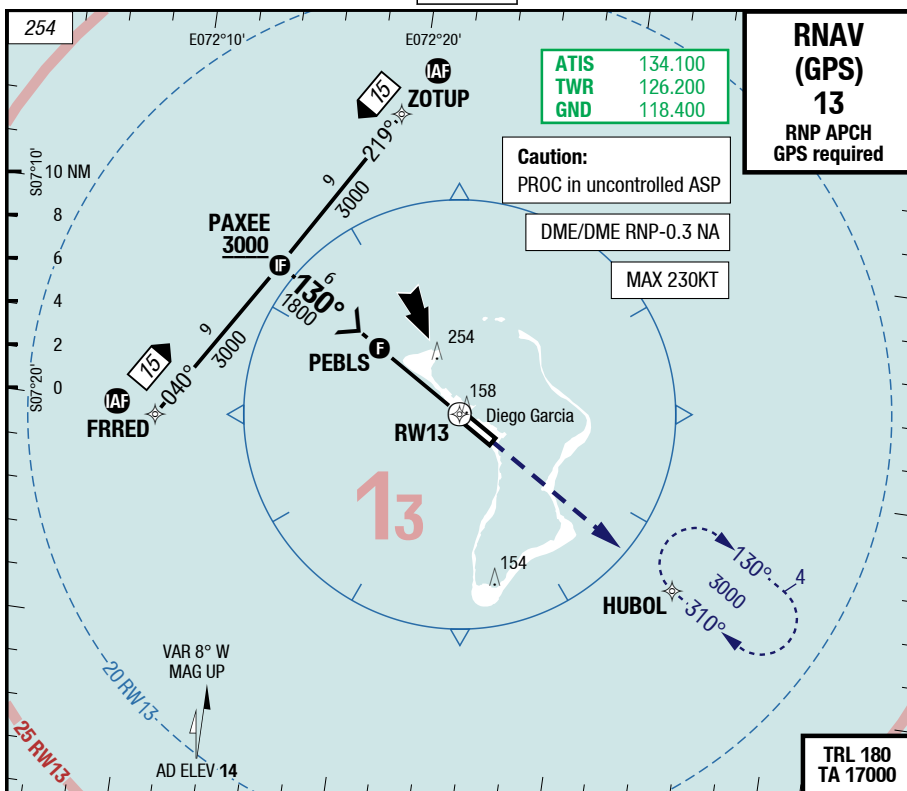 254
E072°10'
E072°20'
RNAV
(GPS)
13
RNP APCH
GPS required
ATIS 134.100
TWR 126.200
GND 118.400
Caution:
PROC in uncontrolled ASP
DME/DME RNP-0.3 NA
MAX 230KT
IAF
ZOTUP
15
219°
9
3000
S07°10'
10 NM
8
6
4
2
0
S07°20'
PAXEE
3000
IF
6
130°
1800
9
3000
15
040°
IAF
FRRED
F
PEBLS
254
158
RW13
Diego Garcia
13
154
HUBOL
130°
4
3000
310°
VAR 8° W
MAG UP
AD ELEV 14
20 RW13
25 RW13
TRL 180
TA 17000